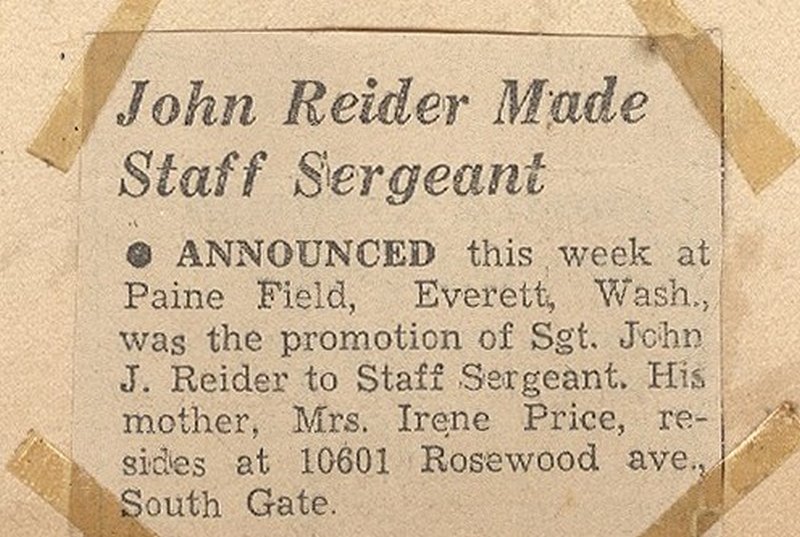 John Reider Made
Staff Sergeant
● ANNOUNCED this week at
Paine Field, Everett, Wash.,
was the promotion of Sgt. John
J. Reider to Staff Sergeant. His
mother, Mrs. Irene Price, re-
sides at 10601 Rosewood ave.,
South Gate.